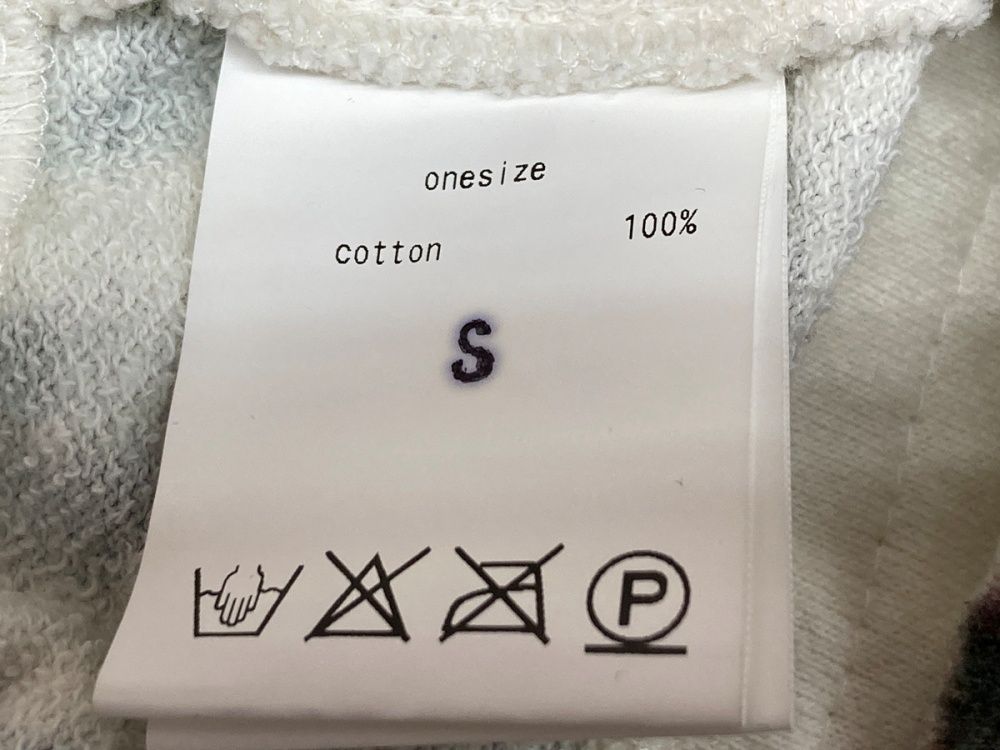 onesize
cotton 100%
S
P